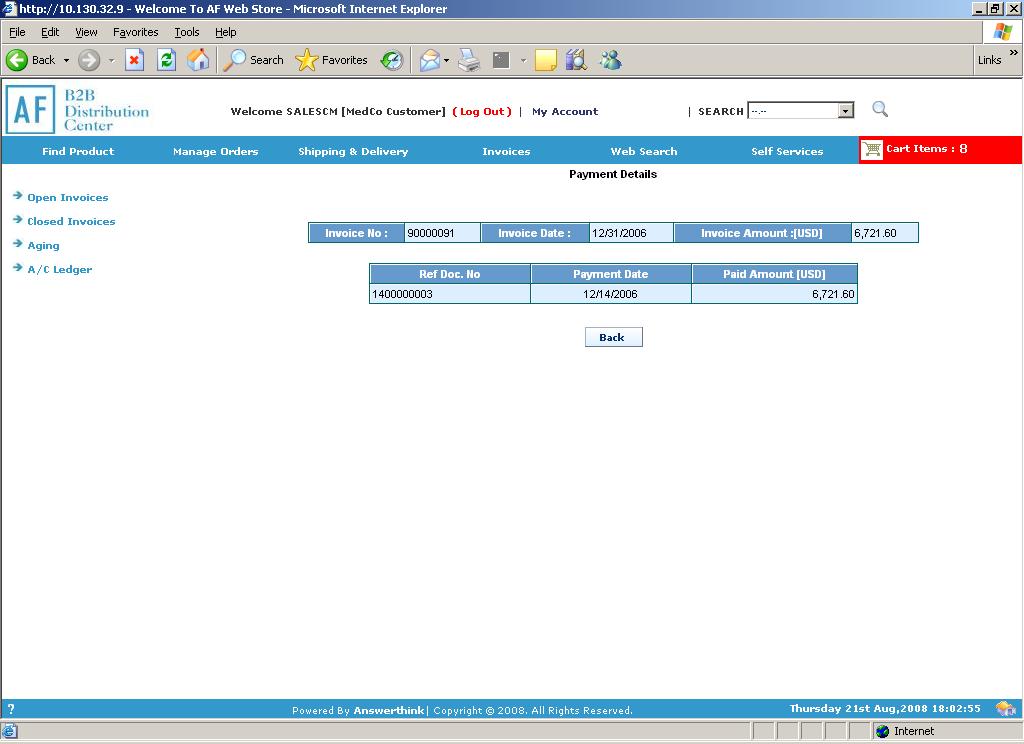 http://10.130.32.9 - Welcome To AF Web Store - Microsoft Internet Explorer
File Edit View Favorites Tools Help
Back Search Favorites Links »
AF B2B Distribution Center
Welcome SALESCM [MedCo Customer] ( Log Out ) | My Account | SEARCH --.--
Find Product Manage Orders Shipping & Delivery Invoices Web Search Self Services Cart Items : 8
Payment Details
Open Invoices
Closed Invoices
Aging
A/C Ledger
Invoice No : 90000091 Invoice Date : 12/31/2006 Invoice Amount :[USD] 6,721.60
Ref Doc. No Payment Date Paid Amount [USD]
1400000003 12/14/2006 6,721.60
Back
? Powered By Answerthink| Copyright © 2008. All Rights Reserved. Thursday 21st Aug,2008 18:02:55
Internet